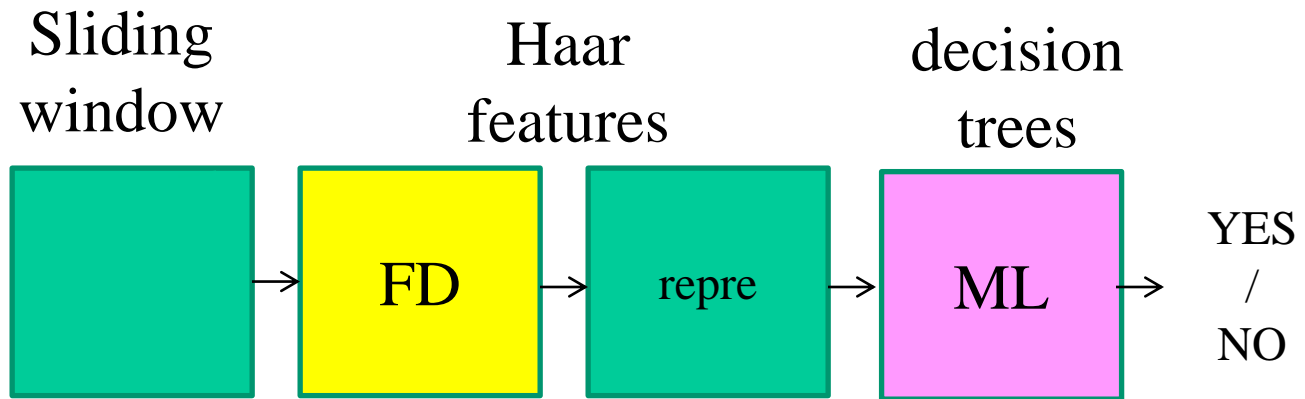 Sliding
window
Haar
features
decision
trees
FD
repre
ML
YES
/
NO